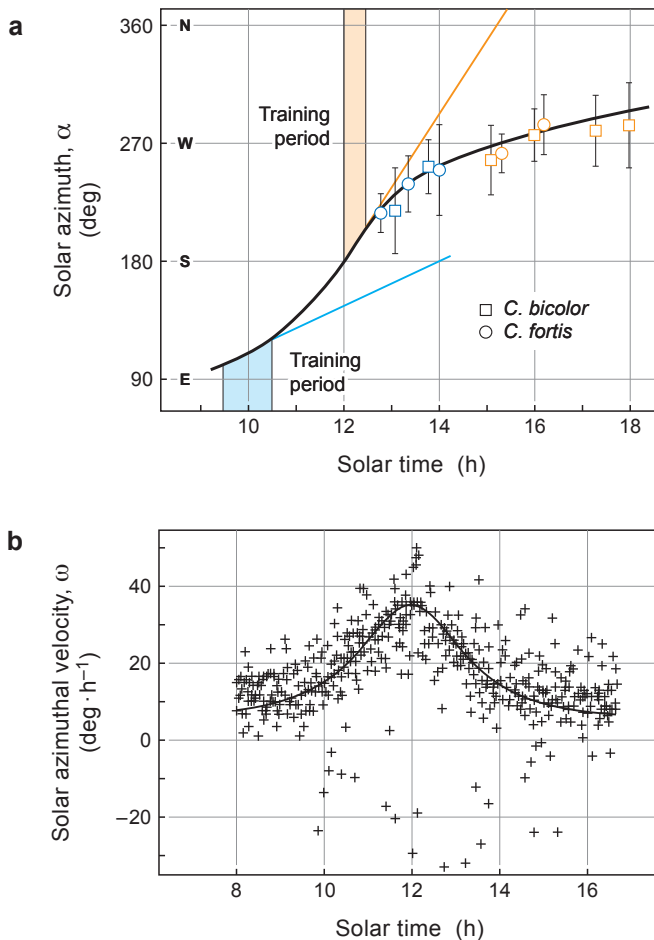 a
360
N
Training
period
270
W
Solar azimuth, α
(deg)
180
S
C. bicolor
C. fortis
Training
period
90
E
10
12
14
16
18
Solar time (h)
b
40
20
0
−20
Solar azimuthal velocity, ω
(deg·h⁻¹)
8
10
12
14
16
Solar time (h)